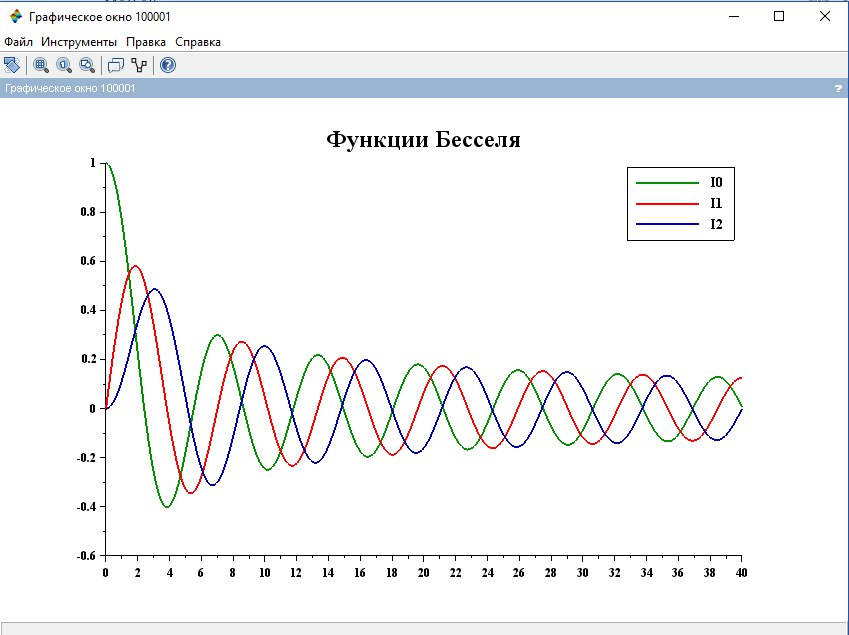 Графическое окно 100001
Файл Инструменты Правка Справка
Графическое окно 100001 ?
Функции Бесселя
I0
I1
I2
1
0.8
0.6
0.4
0.2
0
-0.2
-0.4
-0.6
0 2 4 6 8 10 12 14 16 18 20 22 24 26 28 30 32 34 36 38 40